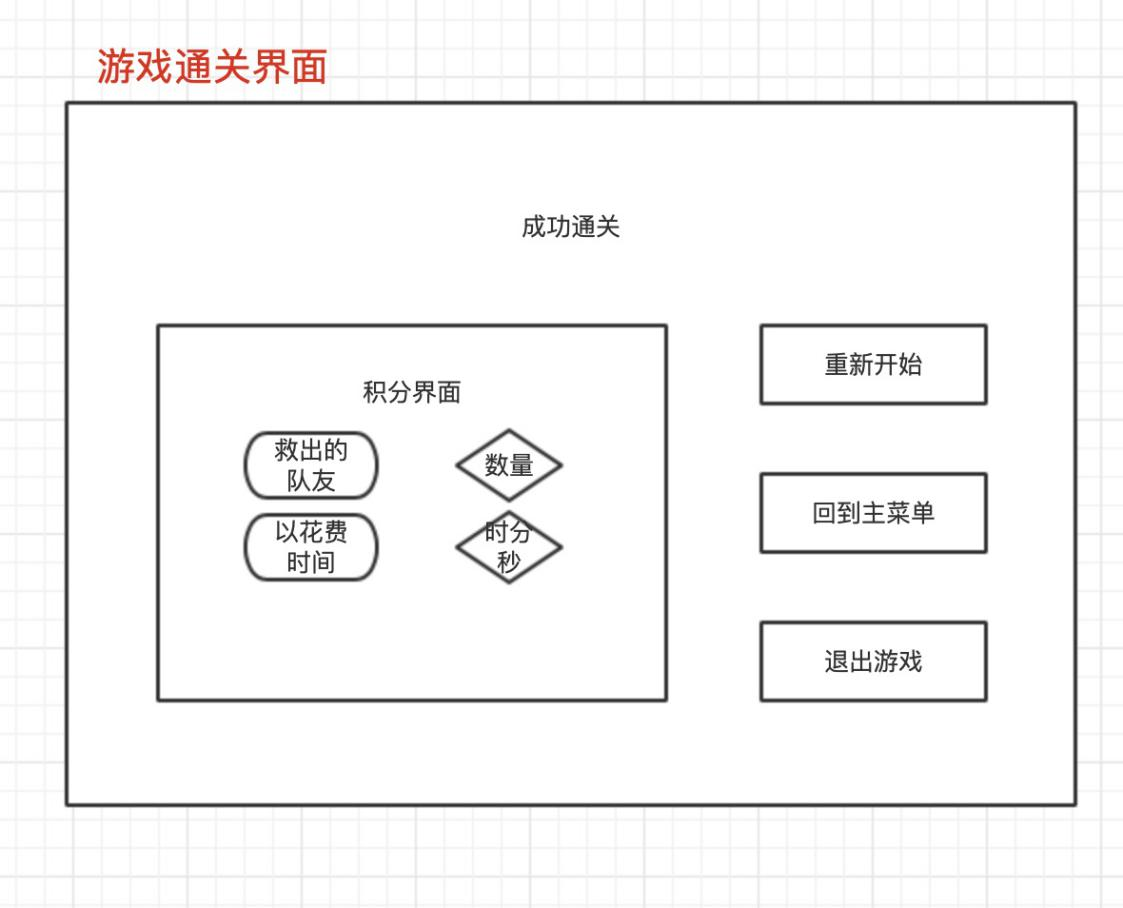 游戏通关界面
成功通关
积分界面
救出的
队友
数量
以花费
时间
时分
秒
重新开始
回到主菜单
退出游戏